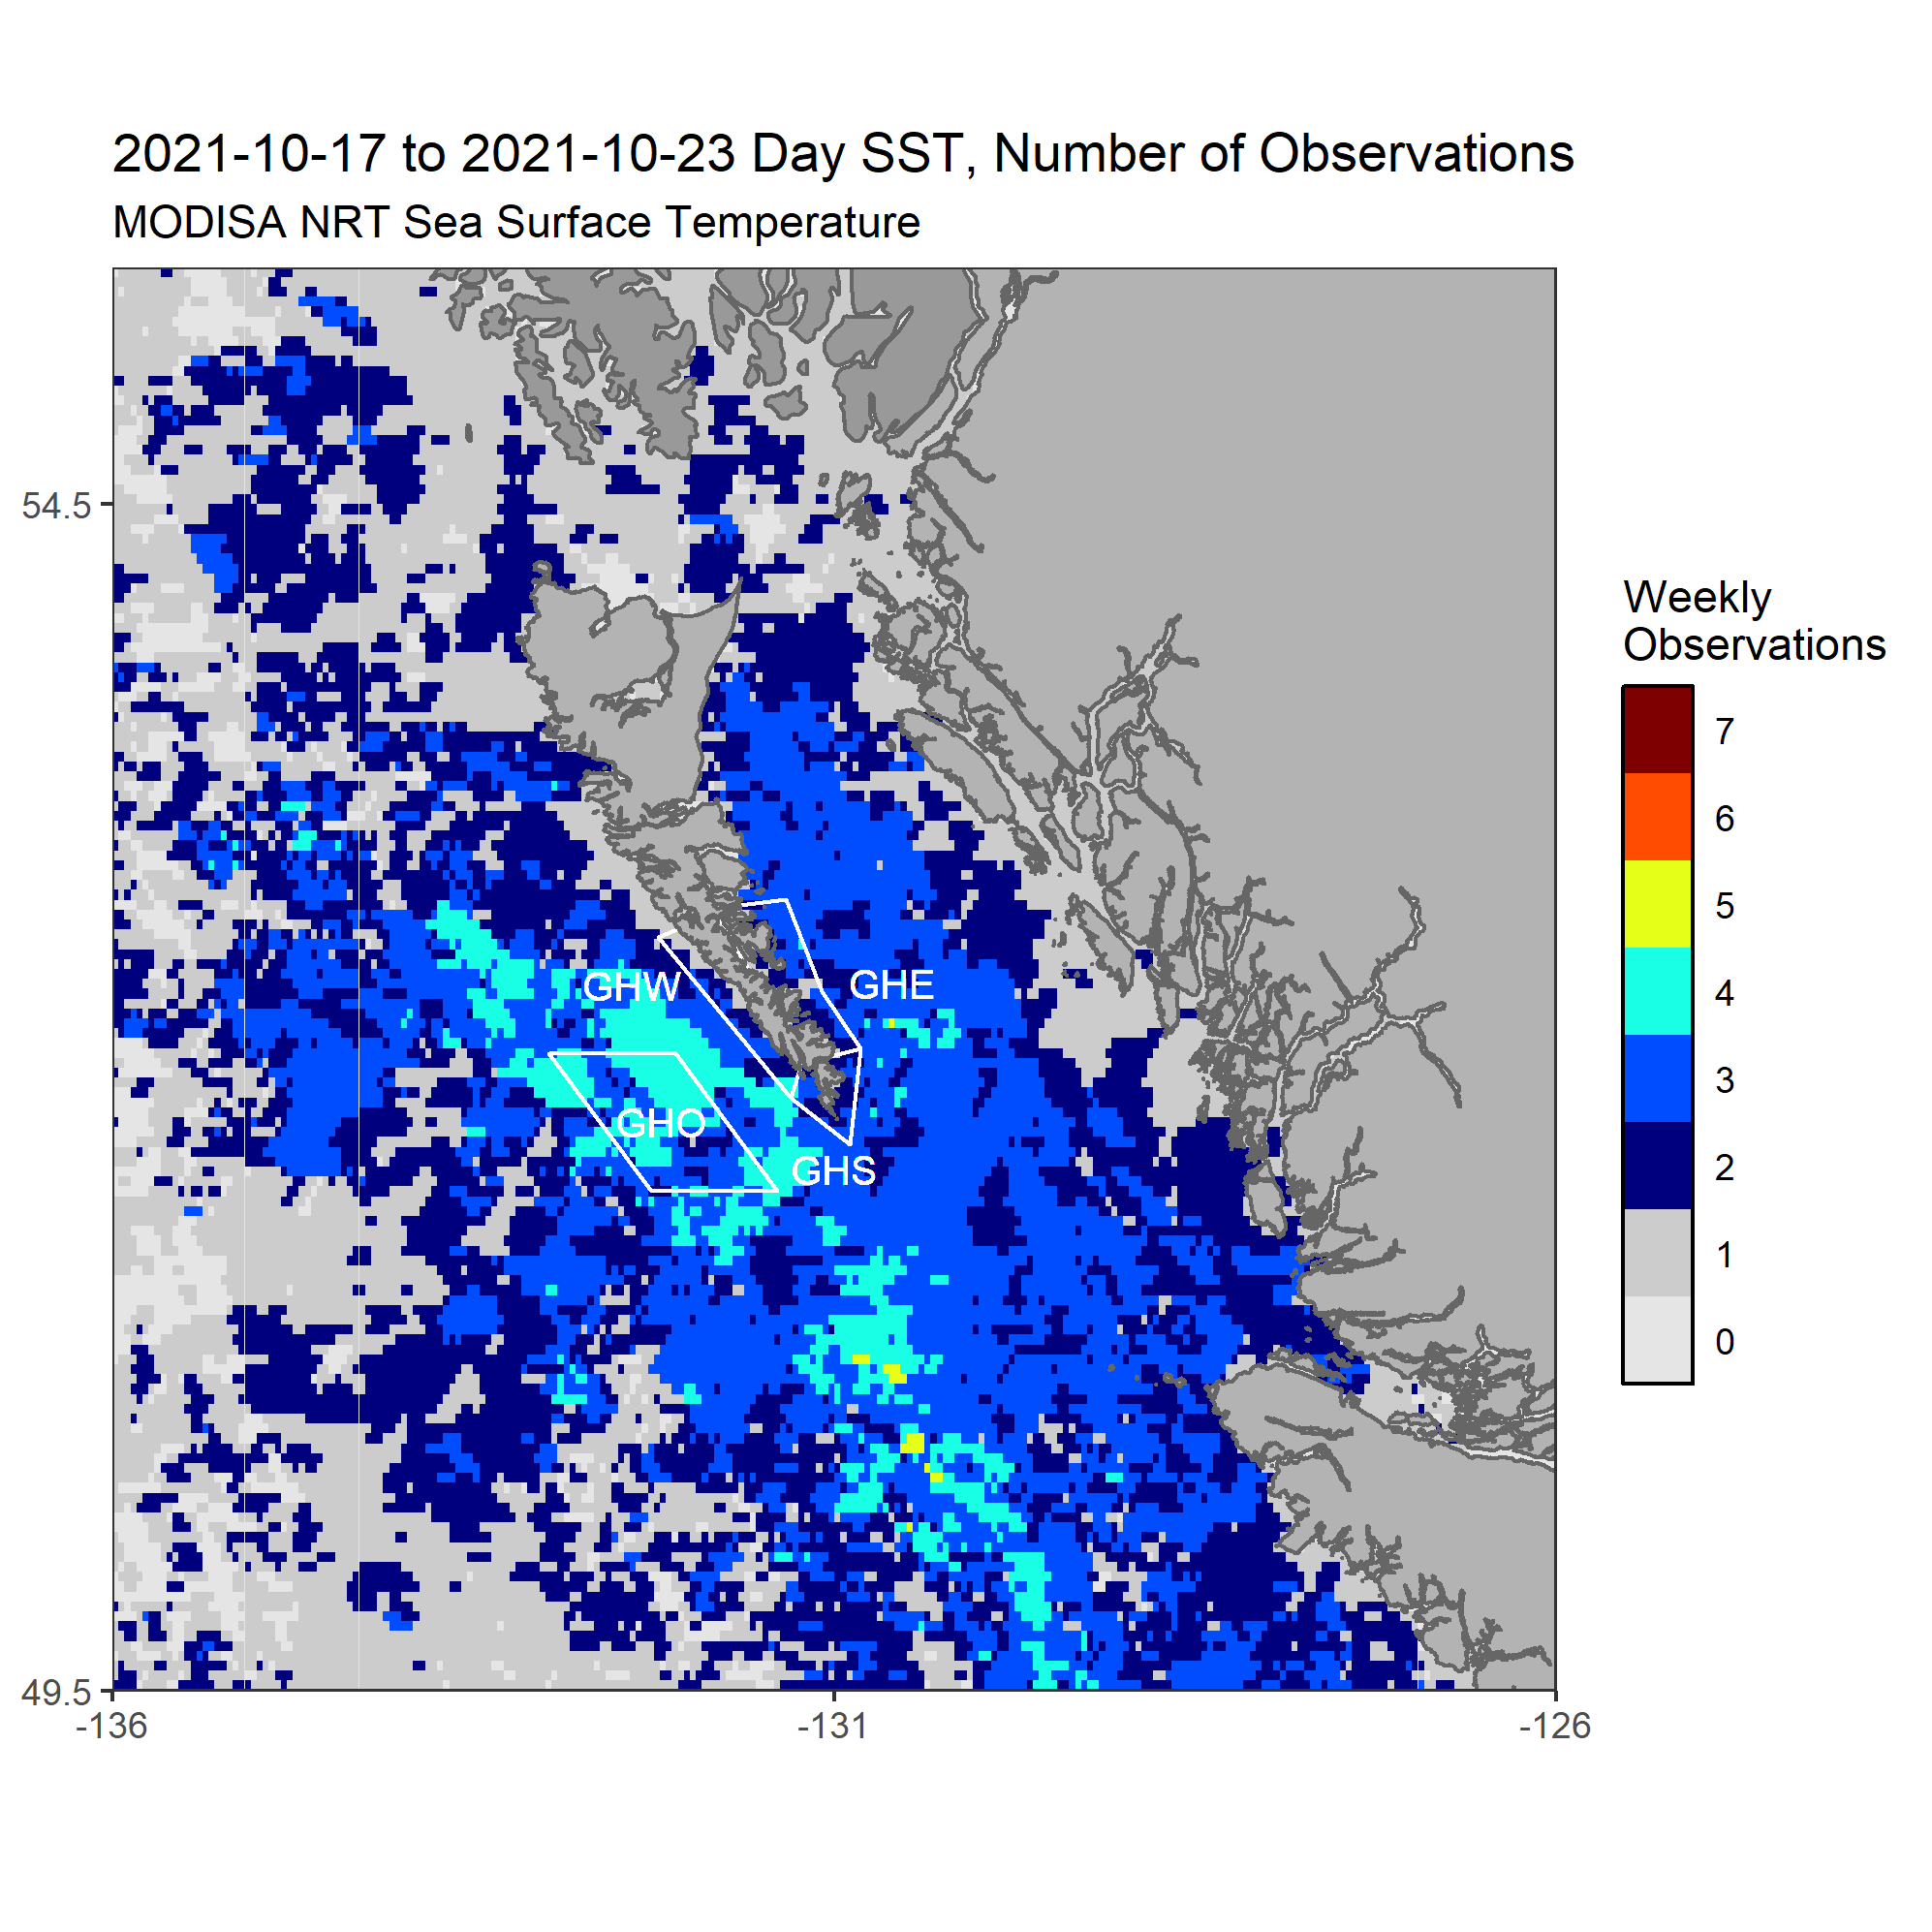 2021-10-17 to 2021-10-23 Day SST, Number of Observations
MODISA NRT Sea Surface Temperature
54.5
49.5
-136
-131
-126
GHW
GHE
GHO
GHS
Weekly
Observations
7
6
5
4
3
2
1
0